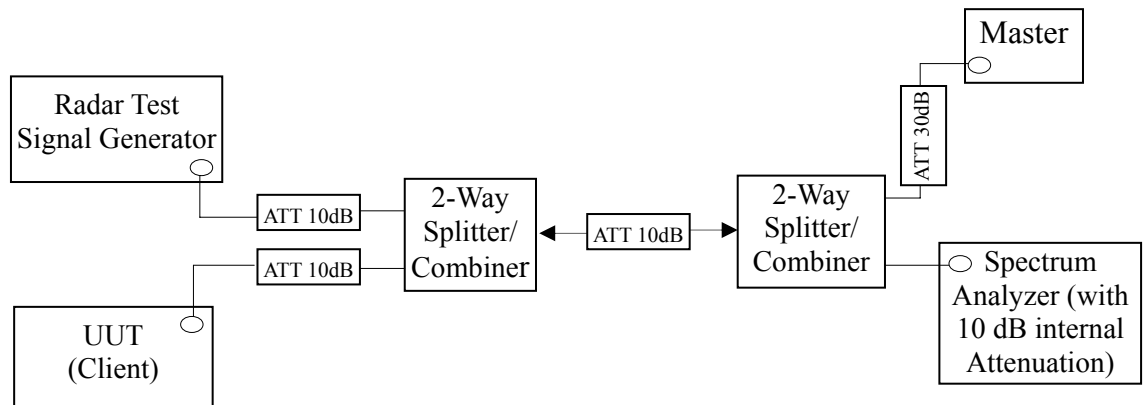 Master
ATT 30dB
Radar Test
Signal Generator
ATT 10dB
2-Way
Splitter/
Combiner
ATT 10dB
2-Way
Splitter/
Combiner
ATT 10dB
UUT
(Client)
Spectrum
Analyzer (with
10 dB internal
Attenuation)